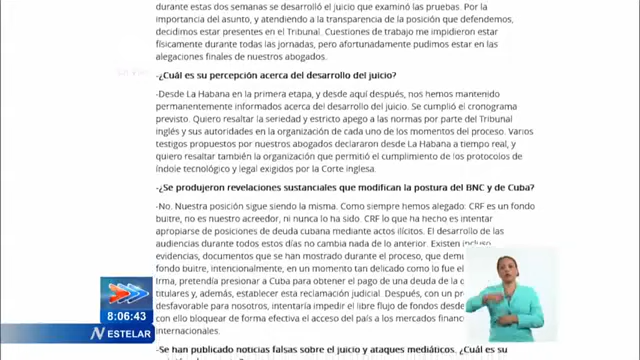 durante estas dos semanas se desarrolló el juicio que examinó las pruebas. Por la
importancia del asunto, y atendiendo a la transparencia de la posición que defendemos,
decidimos estar presentes en el Tribunal. Cuestiones de trabajo me impidieron estar
físicamente durante todas las jornadas, pero afortunadamente pudimos estar en las
alegaciones finales de nuestros abogados.
-¿Cuál es su percepción acerca del desarrollo del juicio?
-Desde La Habana en la primera etapa, y desde aquí después, nos hemos mantenido
permanentemente informados acerca del desarrollo del juicio. Se cumplió el cronograma
previsto. Quiero resaltar la seriedad y estricto apego a las normas por parte del Tribunal
inglés y sus autoridades en la organización de cada uno de los momentos del proceso. Varios
testigos propuestos por nuestros abogados declararon desde La Habana a tiempo real, y
quiero resaltar también la organización que permitió el cumplimiento de los protocolos de
índole tecnológico y legal exigidos por la Corte inglesa.
-¿Se produjeron revelaciones sustanciales que modifican la postura del BNC y de Cuba?
-No. Nuestra posición sigue siendo la misma. Como siempre hemos alegado: CRF es un fondo
buitre, no es nuestro acreedor, ni nunca lo ha sido. CRF lo que ha hecho es intentar
apropiarse de posiciones de deuda cubana mediante actos ilícitos. El desarrollo de las
audiencias durante todos estos días no cambia nada de lo anterior. Existen incluso
evidencias, documentos que se han mostrado durante el proceso, que
fondo buitre, intencionalmente, en un momento tan delicado como lo fue el
Irma, pretendía presionar a Cuba para obtener el pago de una deuda de la
titulares y, además, establecer esta reclamación judicial. Después, con un
desfavorable para nosotros, intentaría impedir el libre flujo de fondos
con ello bloquear de forma efectiva el acceso del país a los mercados
internacionales.
-Se han publicado noticias falsas sobre el juicio y ataques mediáticos. ¿Cuál es su
8:06:43
N ESTELAR